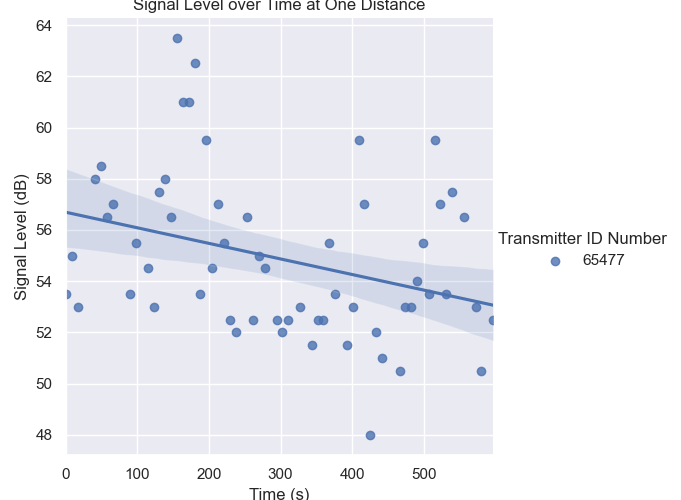 Signal Level over Time at One Distance
64
62
60
58
56
54
52
50
48
Signal Level (dB)
0 100 200 300 400 500
Time (s)
Transmitter ID Number
65477